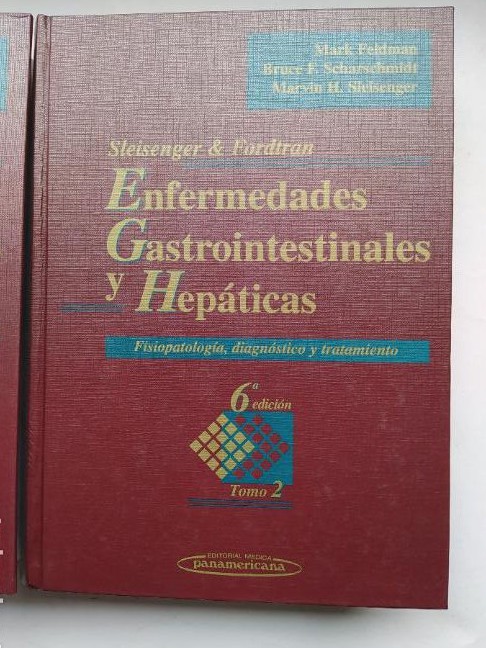 Mark Feldman
Bruce F. Scharschmidt
Marvin H. Sleisenger
Sleisenger & Fordtran
Enfermedades
Gastrointestinales
y Hepáticas
Fisiopatología, diagnóstico y tratamiento
6ª
edición
Tomo 2
EDITORIAL MEDICA
panamericana